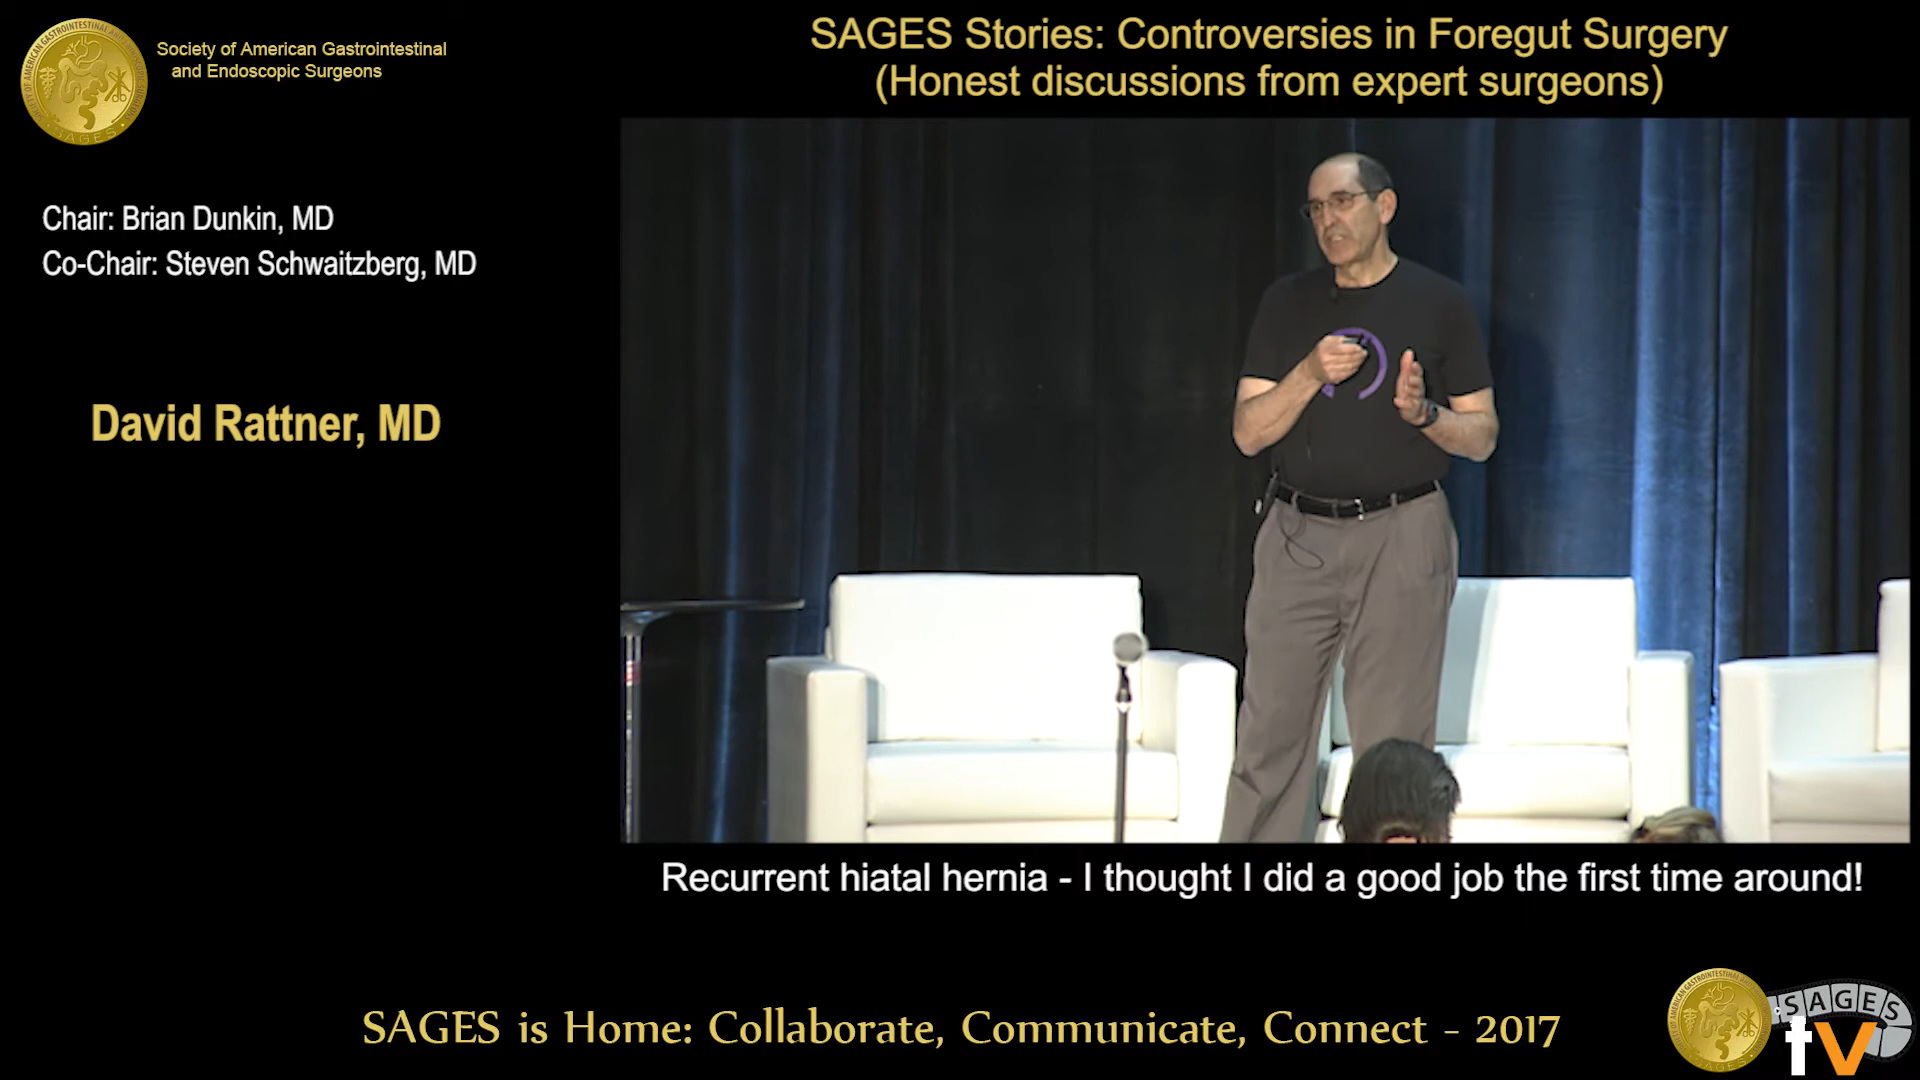 Society of American Gastrointestinal
and Endoscopic Surgeons
SAGES Stories: Controversies in Foregut Surgery
(Honest discussions from expert surgeons)
Chair: Brian Dunkin, MD
Co-Chair: Steven Schwaitzberg, MD
David Rattner, MD
Recurrent hiatal hernia - I thought I did a good job the first time around!
SAGES is Home: Collaborate, Communicate, Connect - 2017
SAGES
tv